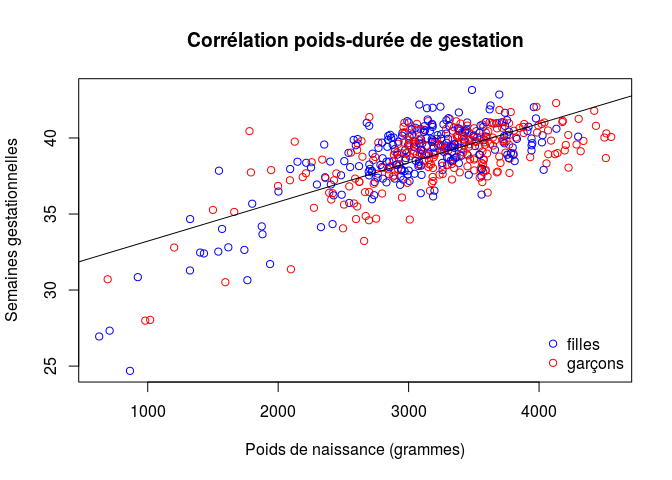 Corrélation poids-durée de gestation
Semaines gestationnelles
40
35
30
25
filles
garçons
1000 2000 3000 4000
Poids de naissance (grammes)